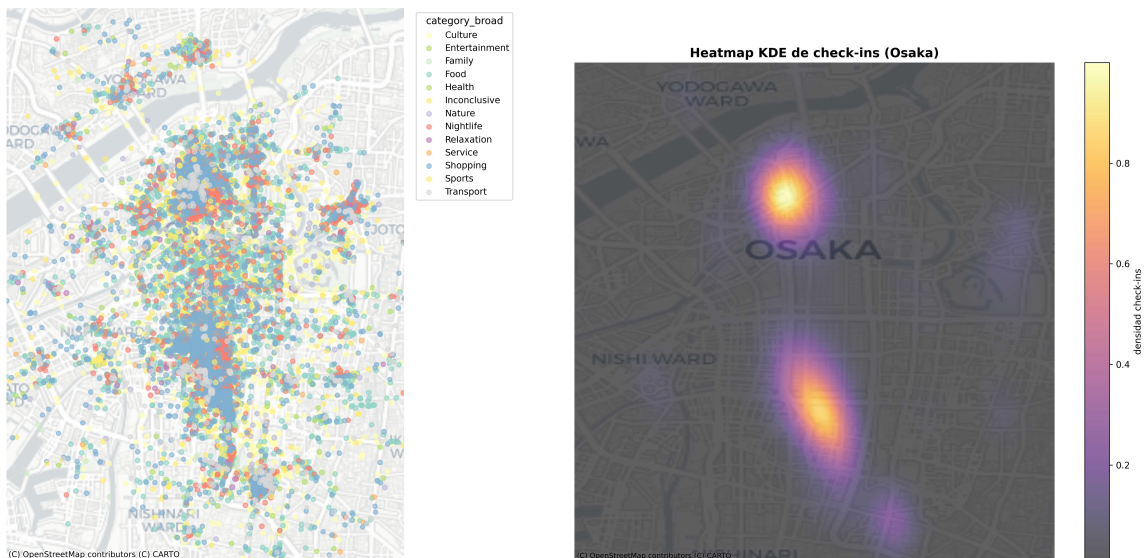 category_broad
Culture
Entertainment
Family
Food
Health
Inconclusive
Nature
Nightlife
Relaxation
Service
Shopping
Sports
Transport
YODOGAWA
WARD
NISHI WARD
NISHINARI
WARD
(C) OpenStreetMap contributors (C) CARTO
Heatmap KDE de check-ins (Osaka)
YODOGAWA
WARD
WA
OSAKA
NISHI WARD
(C) OpenStreetMap contributors (C) CARTO
0.8
0.6
0.4
0.2
densidad check-ins